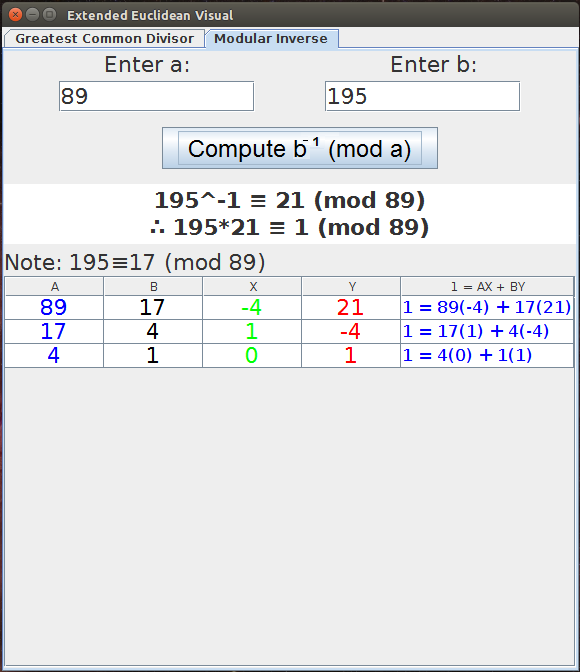 Extended Euclidean Visual
Greatest Common Divisor Modular Inverse
Enter a: Enter b:
89 195
Compute b⁻¹ (mod a)
195^-1 ≡ 21 (mod 89)
∴ 195*21 ≡ 1 (mod 89)
Note: 195≡17 (mod 89)
A B X Y 1 = AX + BY
89 17 -4 21 1 = 89(-4) + 17(21)
17 4 1 -4 1 = 17(1) + 4(-4)
4 1 0 1 1 = 4(0) + 1(1)